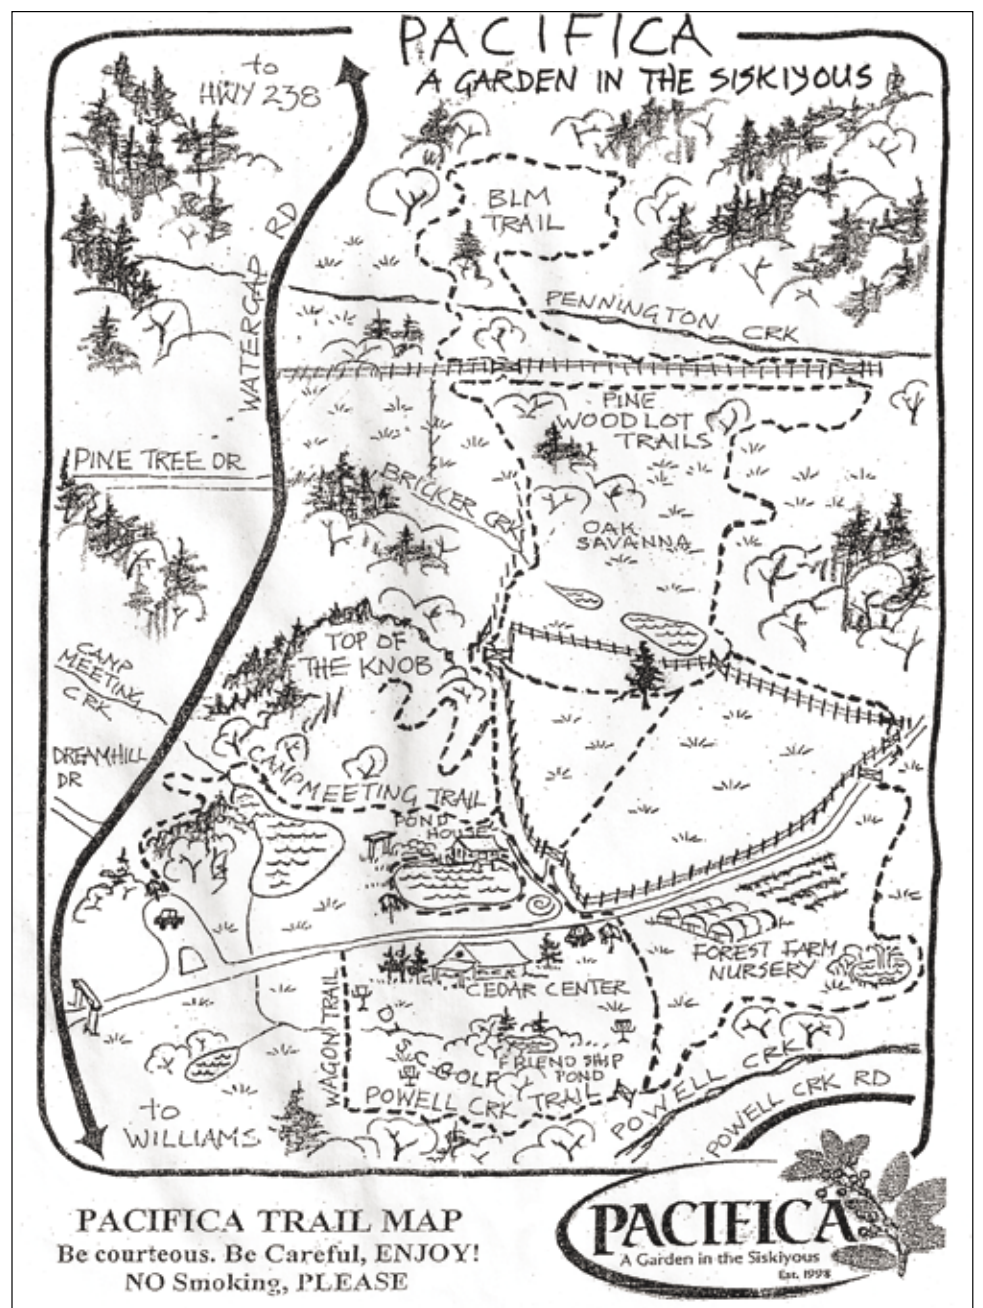 PACIFICA
A GARDEN IN THE SISKIYOUS
to
HWY 238
BLM
TRAIL
WATERGAP RD
PENNINGTON CRK
PINE
WOODLOT
TRAILS
PINE TREE DR
BRICKER CRK
OAK
SAVANNA
TOP OF
THE KNOB
CAMP
MEETING
CRK
DREAMHILL
DR
CAMPMEETING TRAIL
POND
HOUSE
FOREST FARM
NURSERY
CEDAR CENTER
WAGON TRAIL
FRIENDSHIP
POND
DISC
GOLF
POWELL CRK TRAIL
POWELL CRK
POWELL CRK RD
to
WILLIAMS
PACIFICA TRAIL MAP
Be courteous. Be Careful, ENJOY!
NO Smoking,, PLEASE
PACIFICA
A Garden in the Siskiyous
Est. 1998